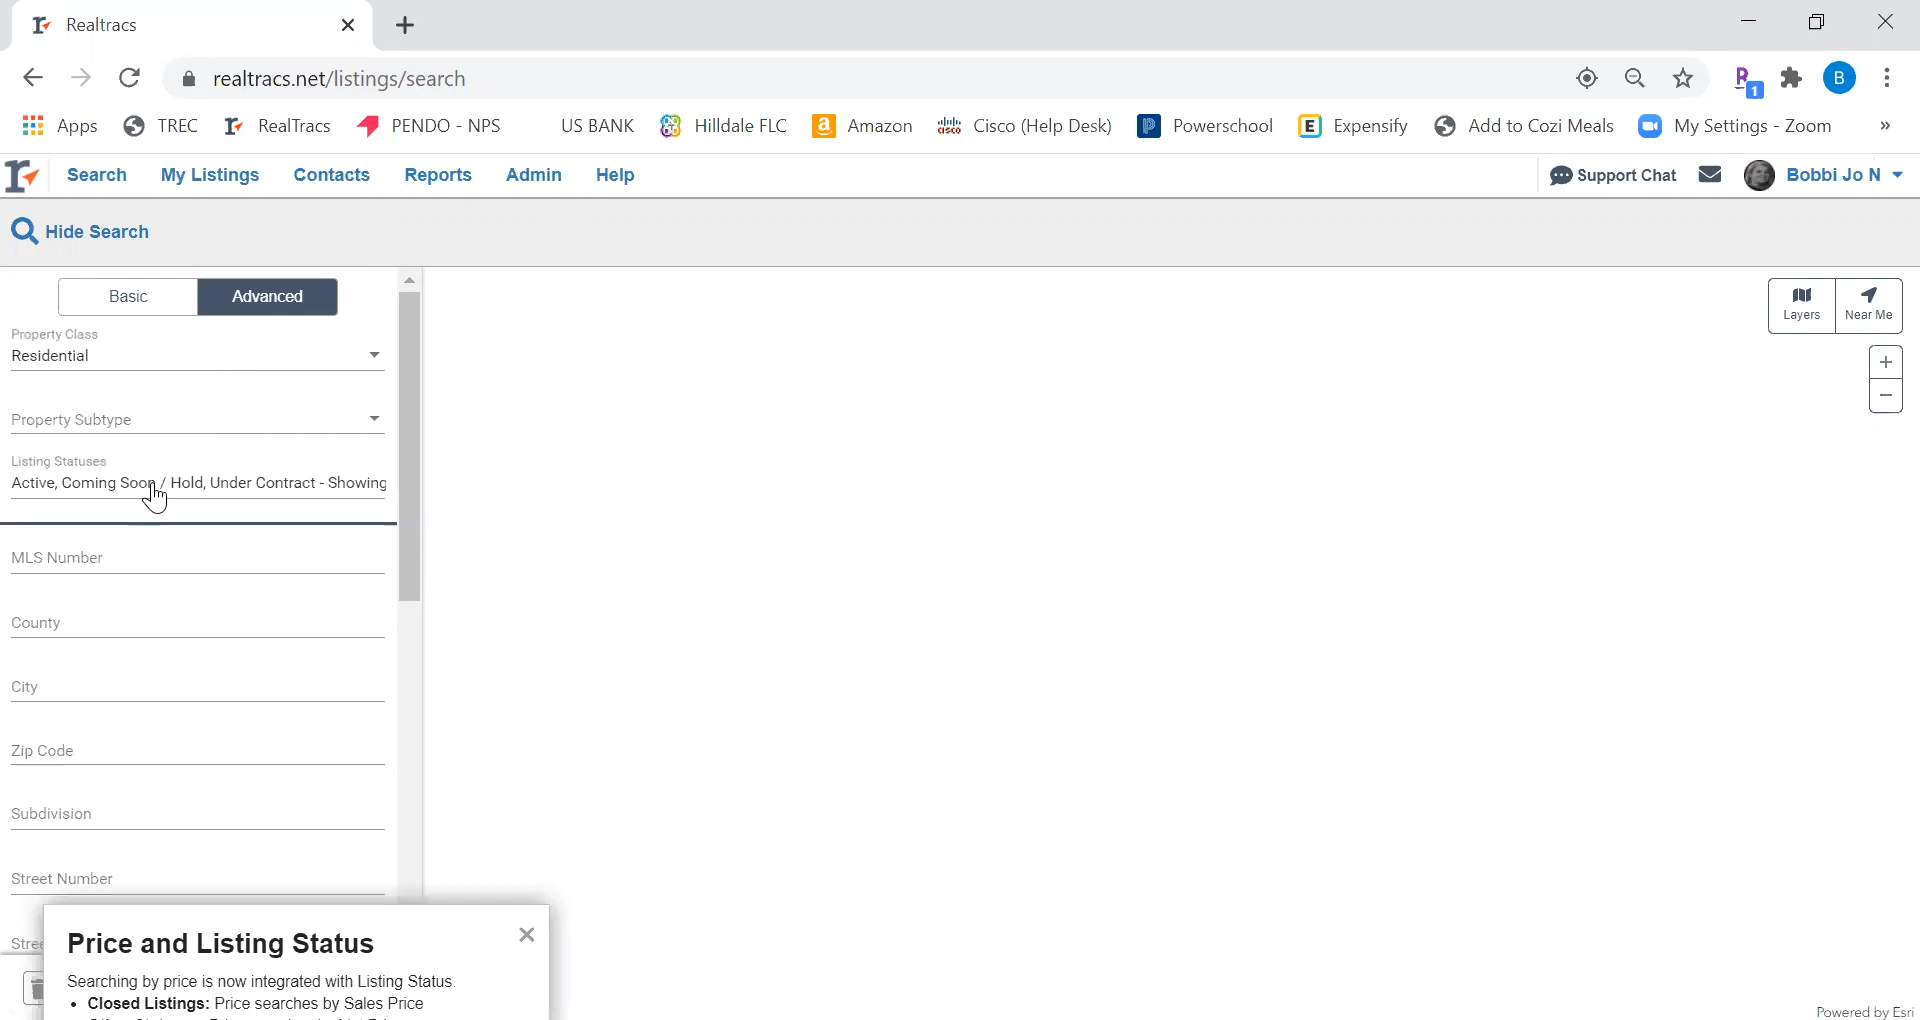 Realtracs
realtracs.net/listings/search
1
B
Apps
TREC
RealTracs
PENDO - NPS
US BANK
Hilldale FLC
Amazon
Cisco (Help Desk)
Powerschool
Expensify
Add to Cozi Meals
My Settings - Zoom
»
Search
My Listings
Contacts
Reports
Admin
Help
Support Chat
Bobbi Jo N
Hide Search
Basic
Advanced
Layers
Near Me
Property Class
Residential
Property Subtype
Listing Statuses
Active, Coming Soon / Hold, Under Contract - Showing
MLS Number
County
City
Zip Code
Subdivision
Street Number
Price and Listing Status
Searching by price is now integrated with Listing Status.
• Closed Listings: Price searches by Sales Price
Powered by Esri